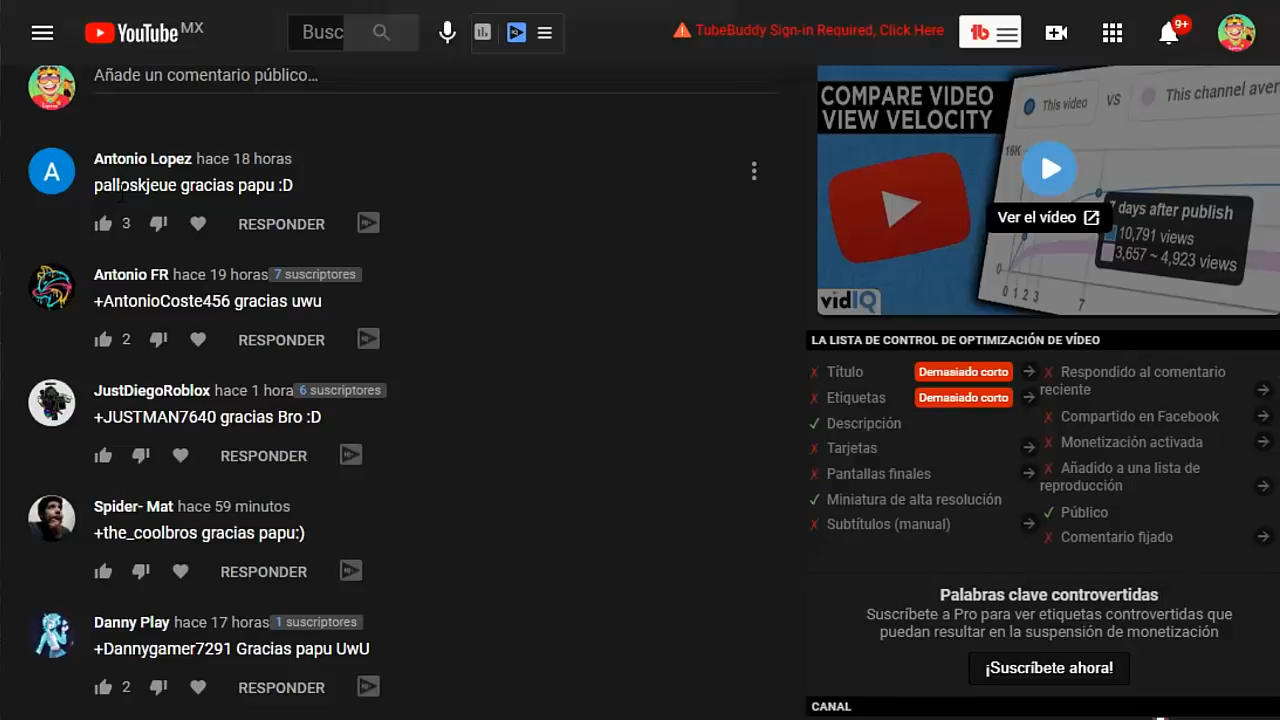 YouTube MX
Busc
TubeBuddy Sign-in Required, Click Here
tb
9+
Añade un comentario público...
Antonio Lopez hace 18 horas
palloskjeue gracias papu :D
3
RESPONDER
Antonio FR hace 19 horas 7 suscriptores
+AntonioCoste456 gracias uwu
2
RESPONDER
JustDiegoRoblox hace 1 hora 6 suscriptores
+JUSTMAN7640 gracias Bro :D
RESPONDER
Spider- Mat hace 59 minutos
+the_coolbros gracias papu:)
RESPONDER
Danny Play hace 17 horas 1 suscriptores
+Dannygamer7291 Gracias papu UwU
2
RESPONDER
COMPARE VIDEO
VIEW VELOCITY
This video VS This channel aver
16K
Ver el vídeo
7 days after publish
10,791 views
3,657 ~ 4,923 views
0
0 1 2 3 7
vidIQ
LA LISTA DE CONTROL DE OPTIMIZACIÓN DE VÍDEO
Título Demasiado corto
Etiquetas Demasiado corto
Descripción
Tarjetas
Pantallas finales
Miniatura de alta resolución
Subtítulos (manual)
Respondido al comentario
reciente
Compartido en Facebook
Monetización activada
Añadido a una lista de
reproducción
Público
Comentario fijado
Palabras clave controvertidas
Suscríbete a Pro para ver etiquetas controvertidas que
puedan resultar en la suspensión de monetización
¡Suscríbete ahora!
CANAL